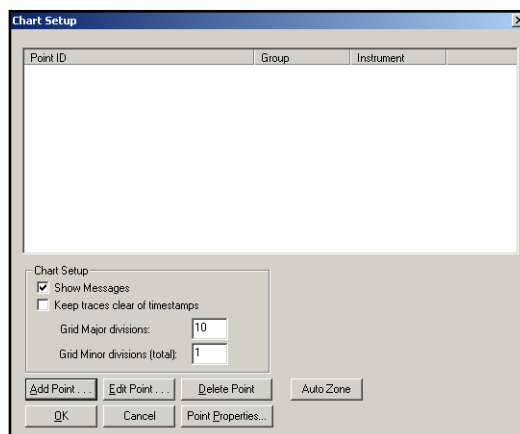 Chart Setup
Point ID Group Instrument
Chart Setup
Show Messages
Keep traces clear of timestamps
Grid Major divisions: 10
Grid Minor divisions (total): 1
Add Point . . . Edit Point . . . Delete Point Auto Zone
OK Cancel Point Properties...